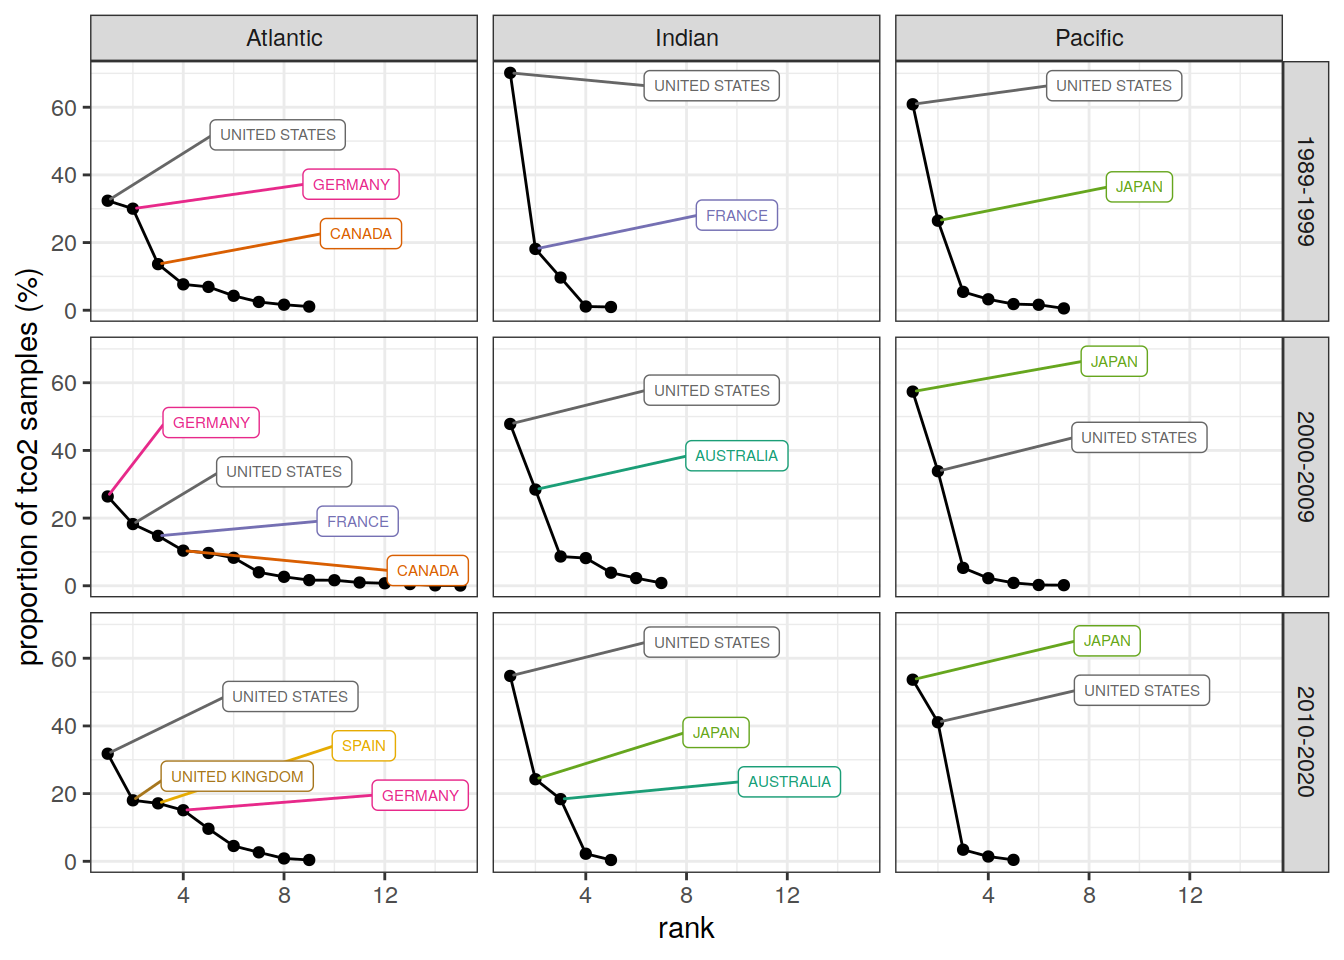 Atlantic Indian Pacific
60
40
20
0
UNITED STATES
GERMANY
CANADA
UNITED STATES
FRANCE
UNITED STATES
JAPAN
1989-1999
60
40
20
0
GERMANY
UNITED STATES
FRANCE
CANADA
UNITED STATES
AUSTRALIA
JAPAN
UNITED STATES
2000-2009
60
40
20
0
UNITED STATES
SPAIN
UNITED KINGDOM
GERMANY
UNITED STATES
JAPAN
AUSTRALIA
JAPAN
UNITED STATES
2010-2020
proportion of tco2 samples (%)
4 8 12 4 8 12 4 8 12
rank